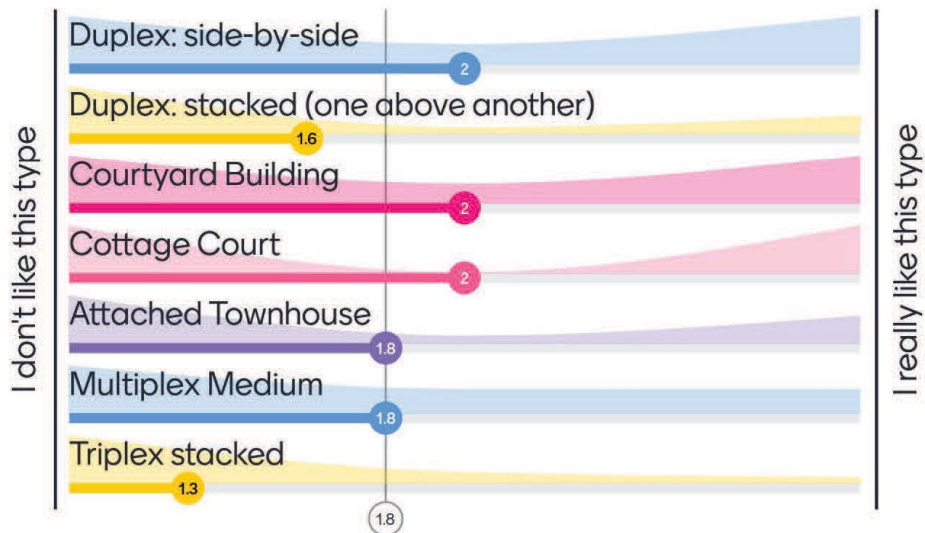 I don't like this type
Duplex: side-by-side
2
Duplex: stacked (one above another)
1.6
Courtyard Building
2
Cottage Court
2
Attached Townhouse
1.8
Multiplex Medium
1.8
Triplex stacked
1.3
1.8
I really like this type